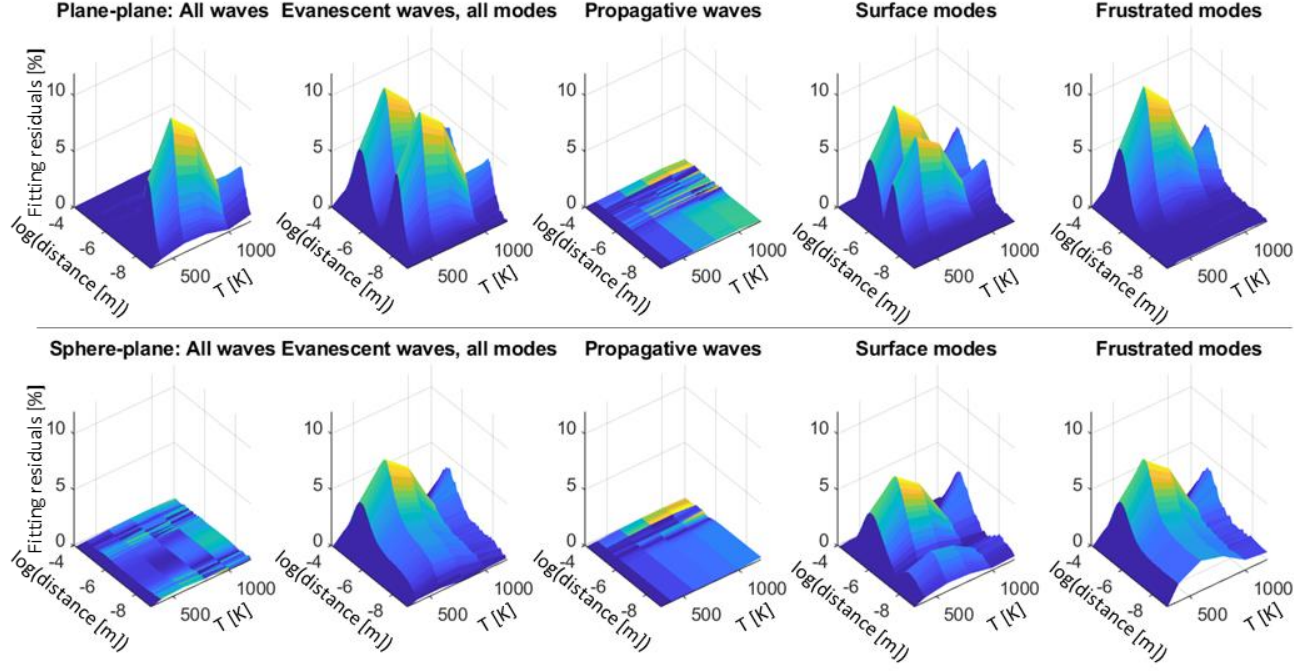 Plane-plane: All waves
Evanescent waves, all modes
Propagative waves
Surface modes
Frustrated modes
Fitting residuals [%]
10
5
0
-4
-6
-8
log(distance [m])
500
1000
T [K]
10
5
0
-4
-6
-8
log(distance [m])
500
1000
T [K]
10
5
0
-4
-6
-8
log(distance [m])
500
1000
T [K]
10
5
0
-4
-6
-8
log(distance [m])
500
1000
T [K]
10
5
0
-4
-6
-8
log(distance [m])
500
1000
T [K]
Sphere-plane: All waves
Evanescent waves, all modes
Propagative waves
Surface modes
Frustrated modes
Fitting residuals [%]
10
5
0
-4
-6
-8
log(distance [m])
500
1000
T [K]
10
5
0
-4
-6
-8
log(distance [m])
500
1000
T [K]
10
5
0
-4
-6
-8
log(distance [m])
500
1000
T [K]
10
5
0
-4
-6
-8
log(distance [m])
500
1000
T [K]
10
5
0
-4
-6
-8
log(distance [m])
500
1000
T [K]